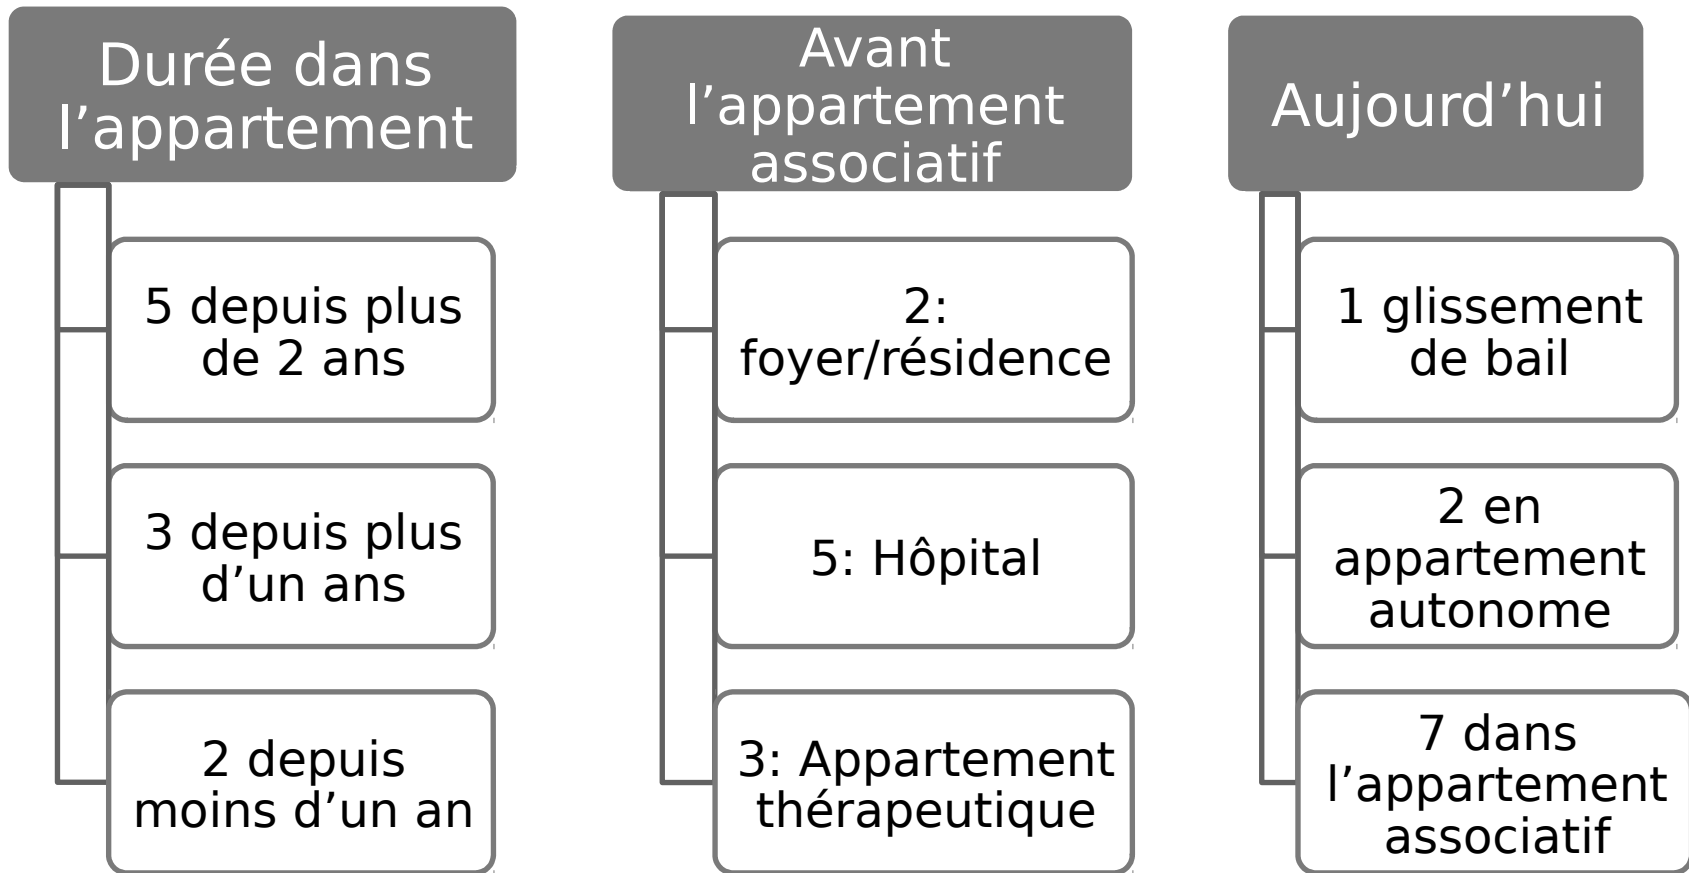 Durée dans
l’appartement
5 depuis plus
de 2 ans
3 depuis plus
d’un ans
2 depuis
moins d’un an
Avant
l’appartement
associatif
2:
foyer/résidence
5: Hôpital
3: Appartement
thérapeutique
Aujourd’hui
1 glissement
de bail
2 en
appartement
autonome
7 dans
l’appartement
associatif